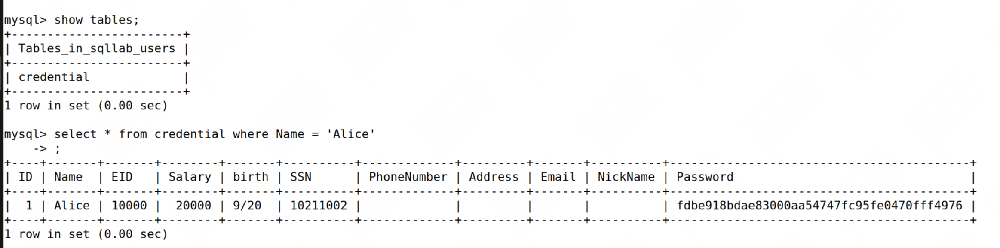 mysql> show tables;
+------------------------+
| Tables_in_sqllab_users |
+------------------------+
| credential             |
+------------------------+
1 row in set (0.00 sec)

mysql> select * from credential where Name = 'Alice'
    -> ;
+----+-------+-------+--------+-------+----------+-------------+---------+-------+----------+------------------------------------------+
| ID | Name  | EID   | Salary | birth | SSN      | PhoneNumber | Address | Email | NickName | Password                                 |
+----+-------+-------+--------+-------+----------+-------------+---------+-------+----------+------------------------------------------+
|  1 | Alice | 10000 |  20000 | 9/20  | 10211002 |             |         |       |          | fdbe918bdae83000aa54747fc95fe0470fff4976 |
+----+-------+-------+--------+-------+----------+-------------+---------+-------+----------+------------------------------------------+
1 row in set (0.00 sec)